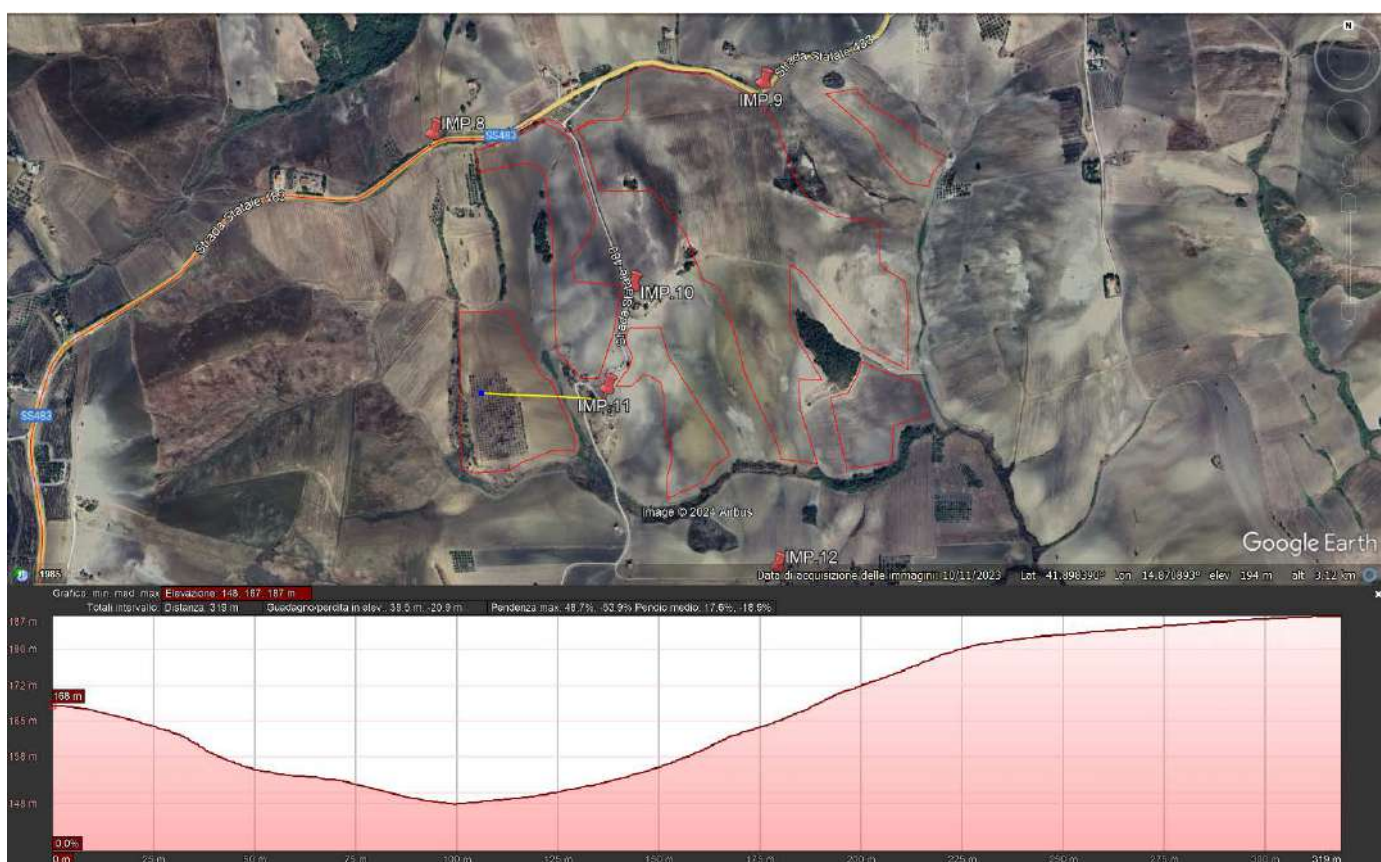 N
Strada Statale 483
IMP.9
IMP.8
SS483
Strada Statale 483
IMP.10
Strada Statale 483
IMP-11
SS483
Image © 2024 Airbus
IMP-12
Google Earth
1985
Data di acquisizione delle immagini: 10/11/2023 Lat 41.898390° Lon 14.870893° elev 194 m alt 3.12 km
Grafico min med max Elevazione: 148, 167, 187 m
Totali intervallo: Distanza: 319 m Guadagno/perdita in elev.: 39.5 m, -20.9 m Pendenza max: 48.7%, -53.9% Pendio medio: 17.6%, -18.9%
187 m
180 m
172 m
168 m
165 m
158 m
148 m
0.0%
0 m 25 m 50 m 75 m 100 m 125 m 150 m 175 m 200 m 225 m 250 m 275 m 300 m 319 m